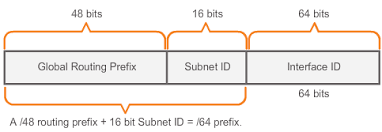 48 bits 16 bits 64 bits
Global Routing Prefix Subnet ID Interface ID
64 bits
A /48 routing prefix + 16 bit Subnet ID = /64 prefix.